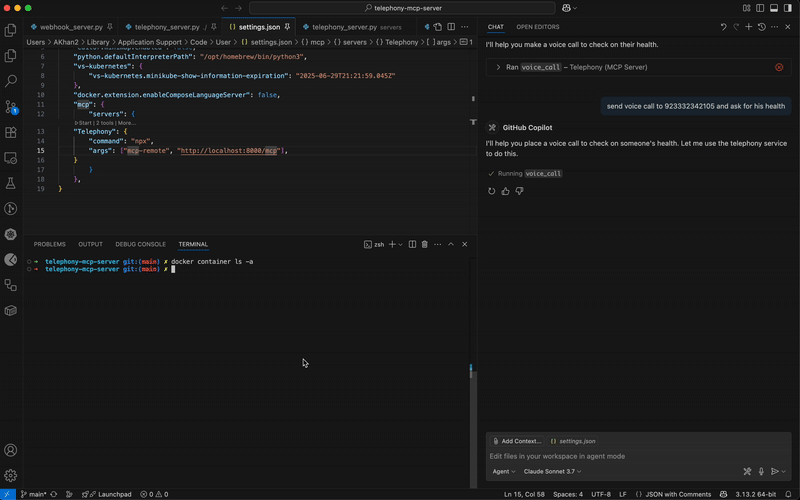 telephony-mcp-server
webhook_server.py
telephony_server.py ./
settings.json
telephony_server.py servers
Users > AKhan2 > Library > Application Support > Code > User > {} settings.json > {} mcp > {} servers > {} Telephony > [ ] args > 1
6 "python.defaultInterpreterPath": "/opt/homebrew/bin/python3",
7 "vs-kubernetes": {
8 "vs-kubernetes.minikube-show-information-expiration": "2025-06-29T21:21:59.045Z"
9 },
10 "docker.extension.enableComposeLanguageServer": false,
11 "mcp": {
12 "servers": {
Start | 2 tools | More...
13 "Telephony": {
14 "command": "npx",
15 "args": ["mcp-remote", "http://localhost:8000/mcp"],
16 }
17 }
18 },
19 }
PROBLEMS OUTPUT DEBUG CONSOLE TERMINAL
zsh
telephony-mcp-server git:(main) ✗ docker container ls -a
telephony-mcp-server git:(main) ✗
CHAT OPEN EDITORS
I'll help you make a voice call to check on their health.
Ran voice_call – Telephony (MCP Server)
send voice call to 923332342105 and ask for his health
GitHub Copilot
I'll help you place a voice call to check on someone's health. Let me use the telephony service
to do this.
Running voice_call
Add Context... {} settings.json
Edit files in your workspace in agent mode
Agent Claude Sonnet 3.7
main* Launchpad 0 0 Ln 15, Col 58 Spaces: 4 UTF-8 LF {} JSON with Comments 3.13.2 64-bit